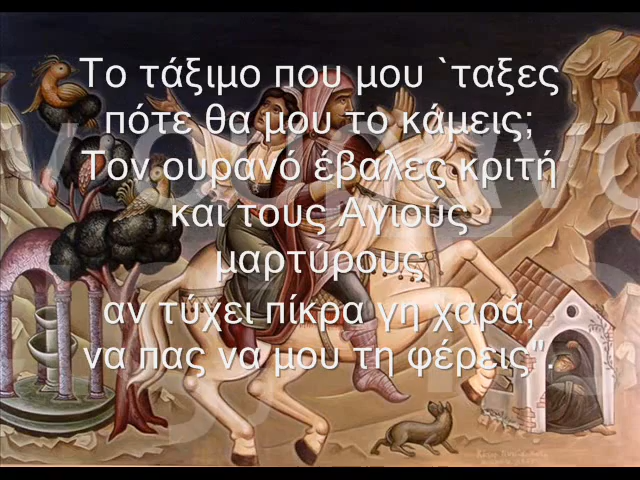 Το τάξιμο που μου `ταξες
πότε θα μου το κάμεις;
Τον ουρανό έβαλες κριτή
και τους Αγιούς
μαρτύρους
αν τύχει πίκρα γη χαρά,
να πας να μου τη φέρεις".